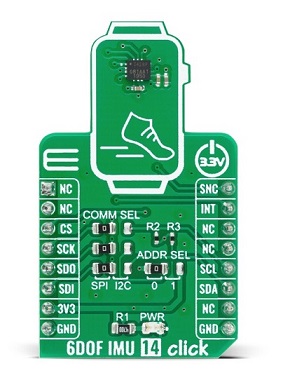 3.3V
NC SNC
NC INT
COMM SEL
CS R2 R3 NC
SCK ADDR SEL NC
SDO SCL
SDI SPI I2C 0 1 SDA
3V3 R1 PWR NC
GND GND
6DOF IMU 14 click